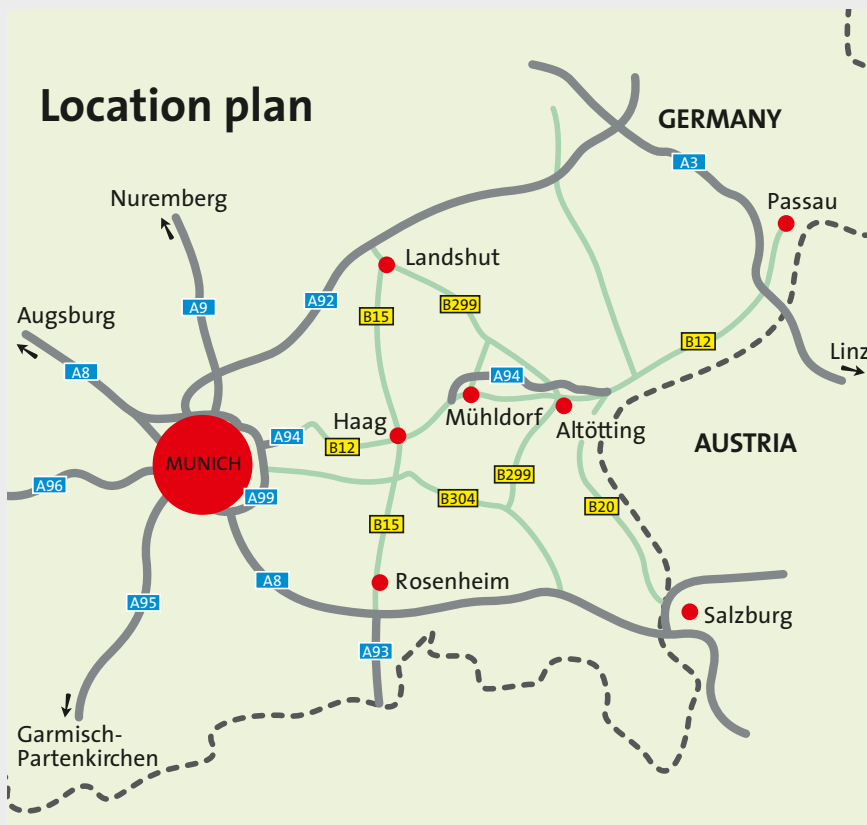 Location plan
GERMANY
A3
Nuremberg
Passau
Landshut
A92
A9
B299
B15
Augsburg
B12
Linz
A8
A94
Haag
Mühldorf
Altötting
A94
B12
AUSTRIA
MUNICH
B299
A96
A99
B304
B20
B15
A8
Rosenheim
A95
Salzburg
A93
Garmisch-
Partenkirchen